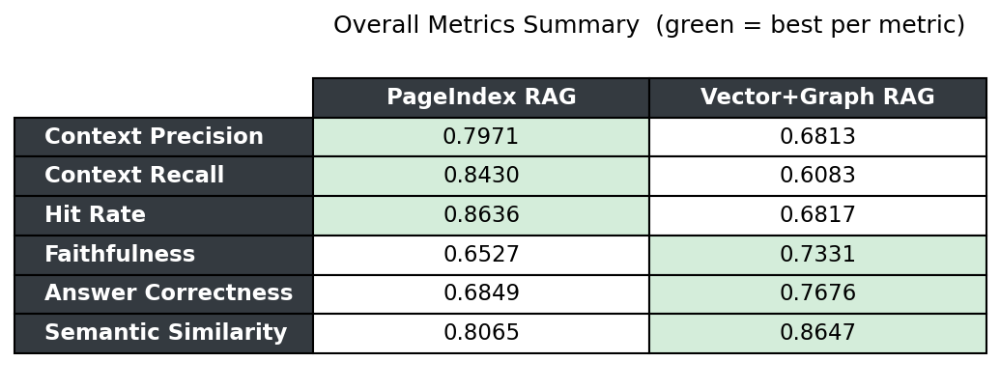 Overall Metrics Summary (green = best per metric)
PageIndex RAG Vector+Graph RAG
Context Precision 0.7971 0.6813
Context Recall 0.8430 0.6083
Hit Rate 0.8636 0.6817
Faithfulness 0.6527 0.7331
Answer Correctness 0.6849 0.7676
Semantic Similarity 0.8065 0.8647